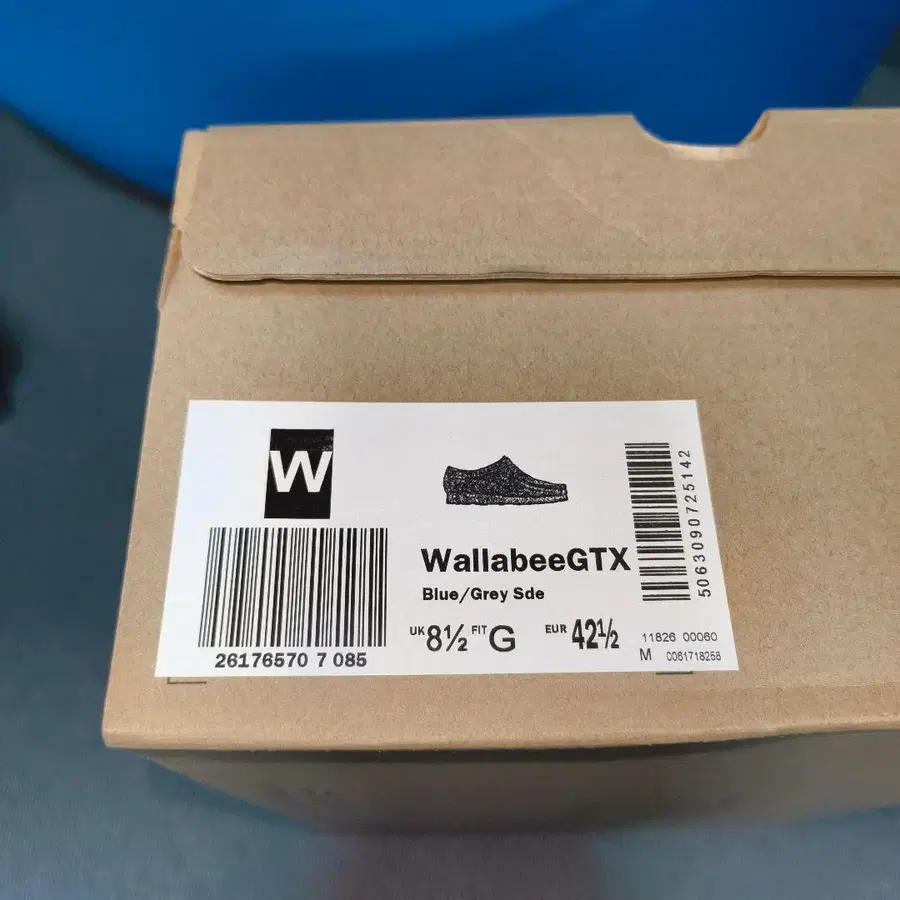 W
WallabeeGTX
Blue/Grey Sde
UK 8½ FIT G EUR 42½
26176570 7 085
5063090725142
11826 00060
M 0061718258